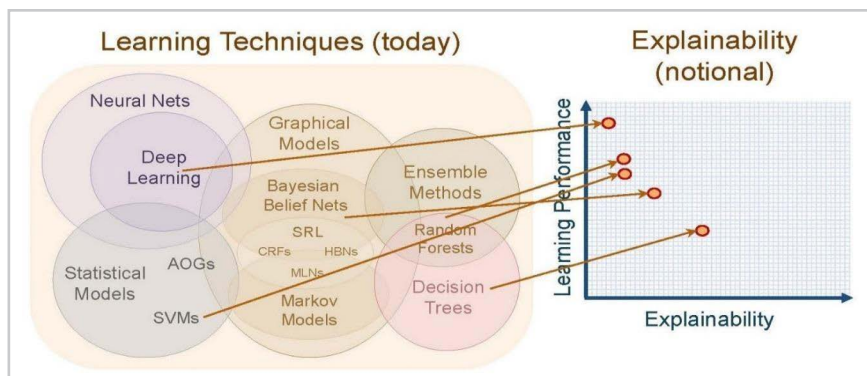 Learning Techniques (today)
Neural Nets
Deep
Learning
Graphical
Models
Bayesian
Belief Nets
SRL
CRFs
HBNs
MLNs
Markov
Models
Ensemble
Methods
Random
Forests
Decision
Trees
Statistical
Models
AOGs
SVMs
Explainability
(notional)
Learning Performance
Explainability